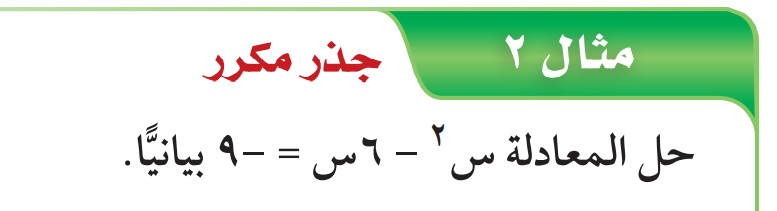 مثال ٢
جذر مكرر
حل المعادلة س٢ – ٦س = –٩ بيانيًّا.